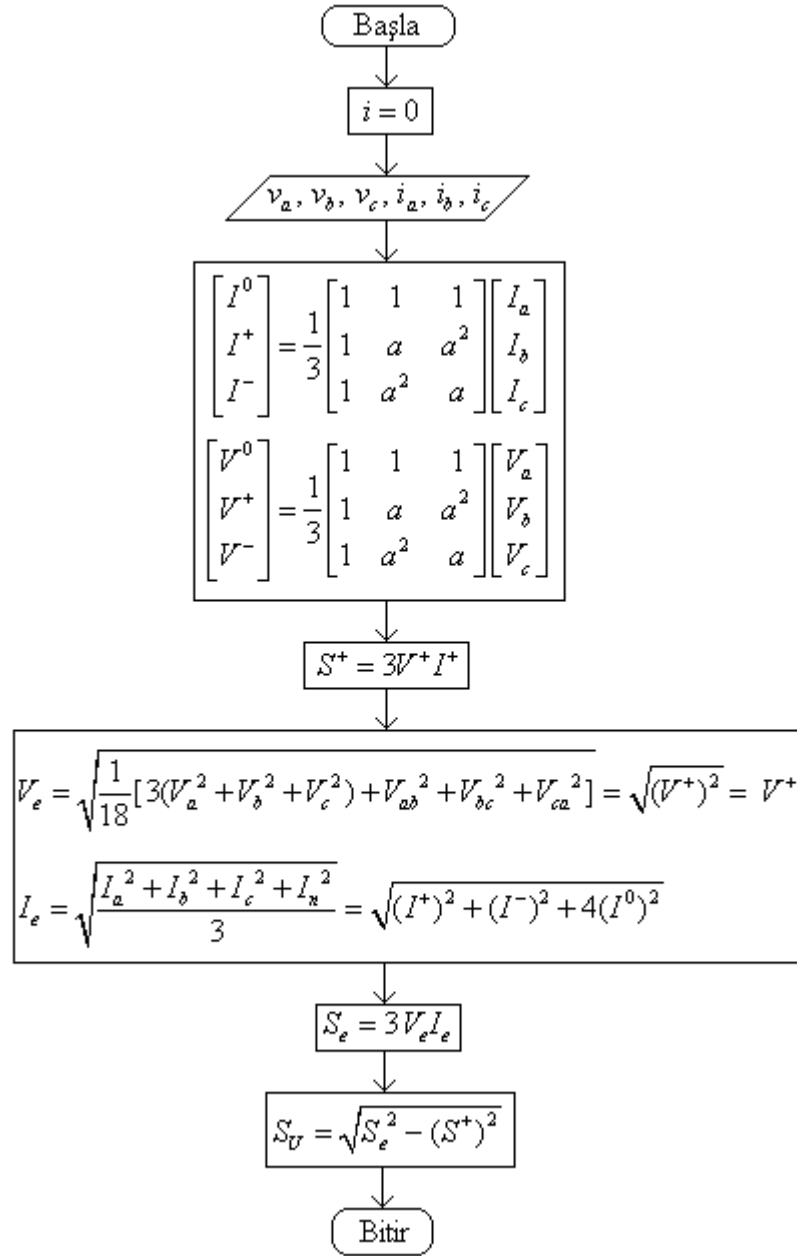 Başla
i = 0
v_a, v_b, v_c, i_a, i_b, i_c
[I^0 I^+ I^-] = 1/3 [1 1 1; 1 a a^2; 1 a^2 a] [I_a I_b I_c]
[V^0 V^+ V^-] = 1/3 [1 1 1; 1 a a^2; 1 a^2 a] [V_a V_b V_c]
S^+ = 3V^+ I^+
V_e = √(1/18 [3(V_a^2 + V_b^2 + V_c^2) + V_ab^2 + V_bc^2 + V_ca^2]) = √((V^+)^2) = V^+
I_e = √((I_a^2 + I_b^2 + I_c^2 + I_n^2)/3) = √((I^+)^2 + (I^-)^2 + 4(I^0)^2)
S_e = 3V_e I_e
S_U = √(S_e^2 − (S^+)^2)
Bitir